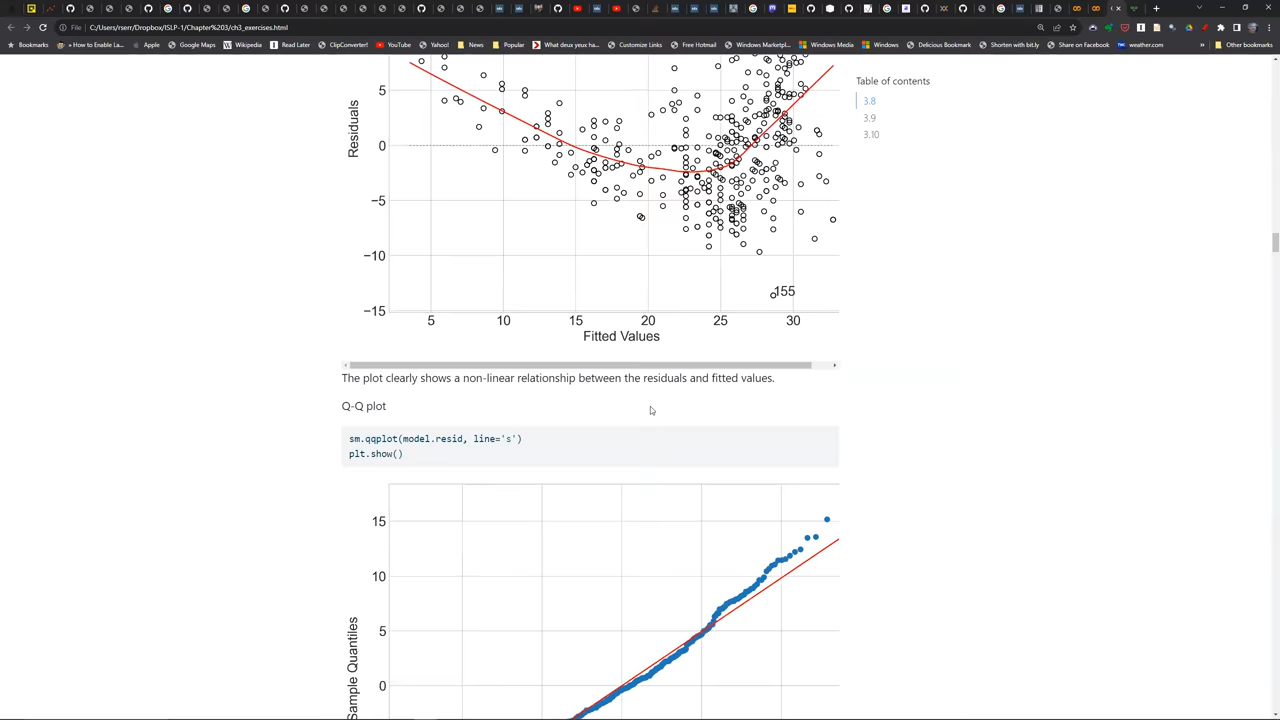 File
C:/Users/rserr/Dropbox/ISLP-1/Chapter%203/ch3_exercises.html
Bookmarks
How to Enable La...
Apple
Google Maps
Wikipedia
Read Later
ClipConverter!
YouTube
Yahoo!
News
Popular
What deux yeux ha...
Customize Links
Free Hotmail
Windows Marketpl...
Windows Media
Windows
Delicious Bookmark
Shorten with bit.ly
Share on Facebook
weather.com
»
Other bookmarks
Table of contents
3.8
3.9
3.10
Residuals
5
0
−5
−10
−15
155
5 10 15 20 25 30
Fitted Values
The plot clearly shows a non-linear relationship between the residuals and fitted values.
Q-Q plot
sm.qqplot(model.resid, line='s')
plt.show()
15
10
5
0
Sample Quantiles